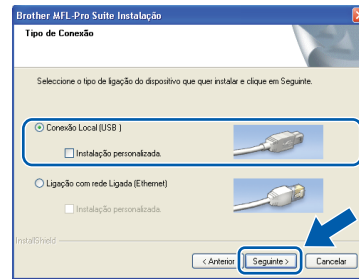 Brother MFL-Pro Suite Instalação
Tipo de Conexão
Seleccione o tipo de ligação do dispositivo que quer instalar e clique em Seguinte.
Conexão Local (USB )
Instalação personalizada.
Ligação com rede Ligada (Ethernet)
Instalação personalizada.
InstallShield
< Anterior Seguinte > Cancelar